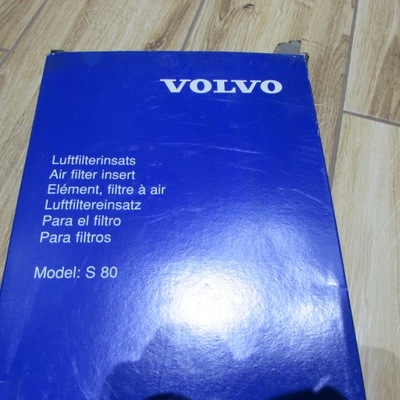 VOLVO
Luftfilterinsats
Air filter insert
Elément, filtre à air
Luftfiltereinsatz
Para el filtro
Para filtros
Model: S 80